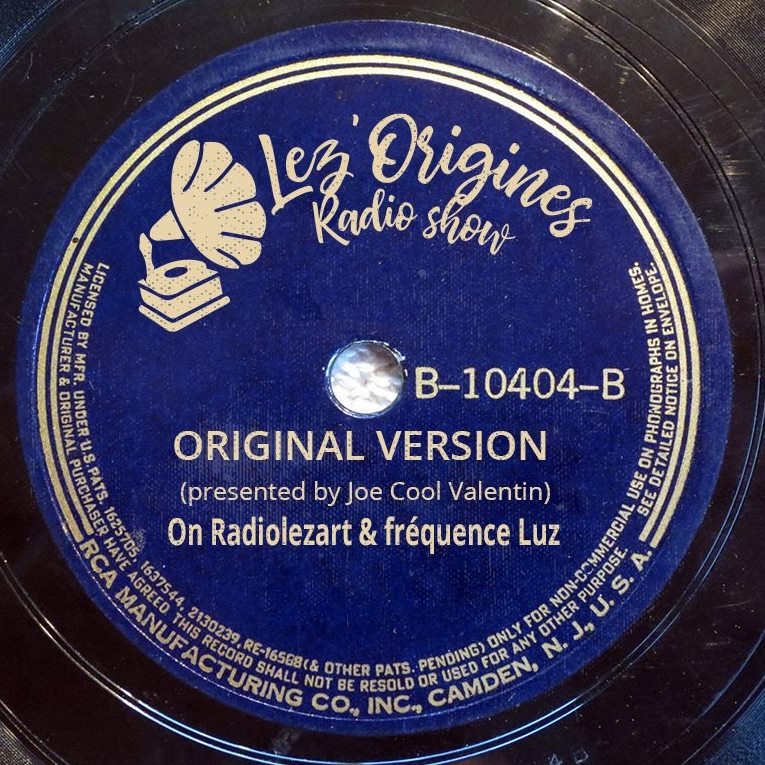 Lez'Origines
Radio show
B-10404-B
ORIGINAL VERSION
(presented by Joe Cool Valentin)
On Radiolezart & fréquence Luz
LICENSED BY MFR. UNDER U.S. PATS. 1625705, 1637544, 2130239, RE-16588 (& OTHER PATS. PENDING) ONLY FOR NON-COMMERCIAL USE ON PHONOGRAPHS IN HOMES.
MANUFACTURER & ORIGINAL PURCHASER HAVE AGREED THIS RECORD SHALL NOT BE RESOLD OR USED FOR ANY OTHER PURPOSE. SEE DETAILED NOTICE ON ENVELOPE.
RCA MANUFACTURING CO., INC., CAMDEN, N. J., U. S. A.